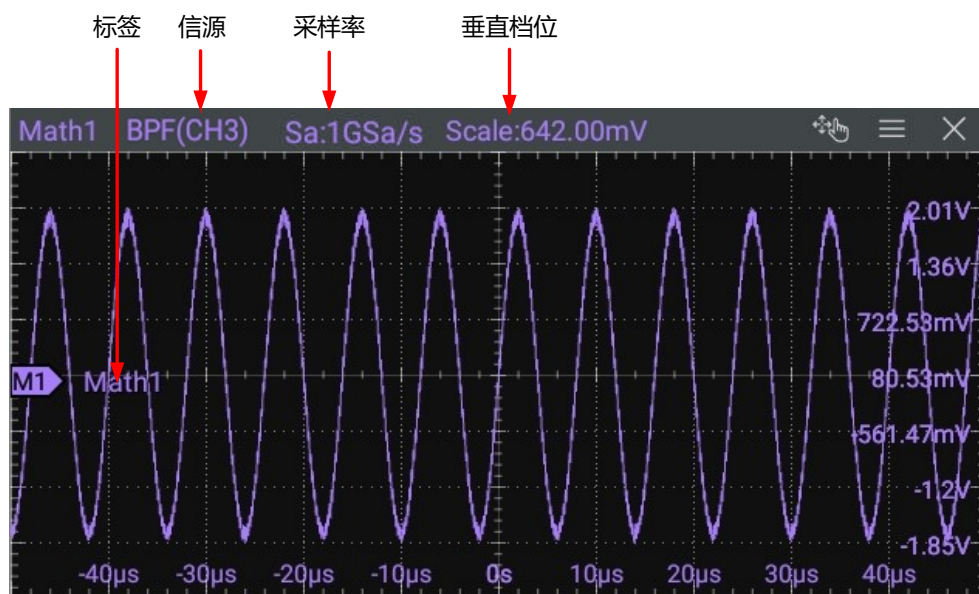 标签 信源 采样率 垂直档位
Math1 BPF(CH3) Sa:1GSa/s Scale:642.00mV
2.01V
1.36V
722.53mV
M1 Math1 80.53mV
-561.47mV
-1.2V
-1.85V
-40μs -30μs -20μs -10μs 0s 10μs 20μs 30μs 40μs